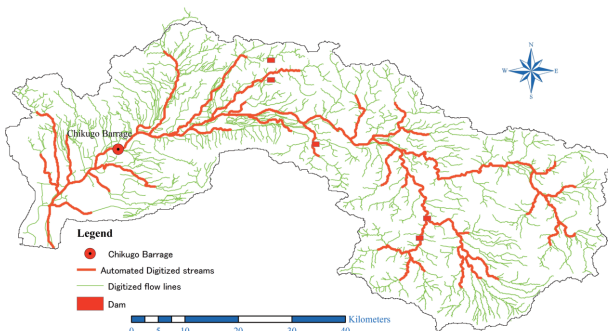 N
W E
S
Chikugo Barrage
Legend
Chikugo Barrage
Automated Digitized streams
Digitized flow lines
Dam
Kilometers
0 5 10 20 30 40